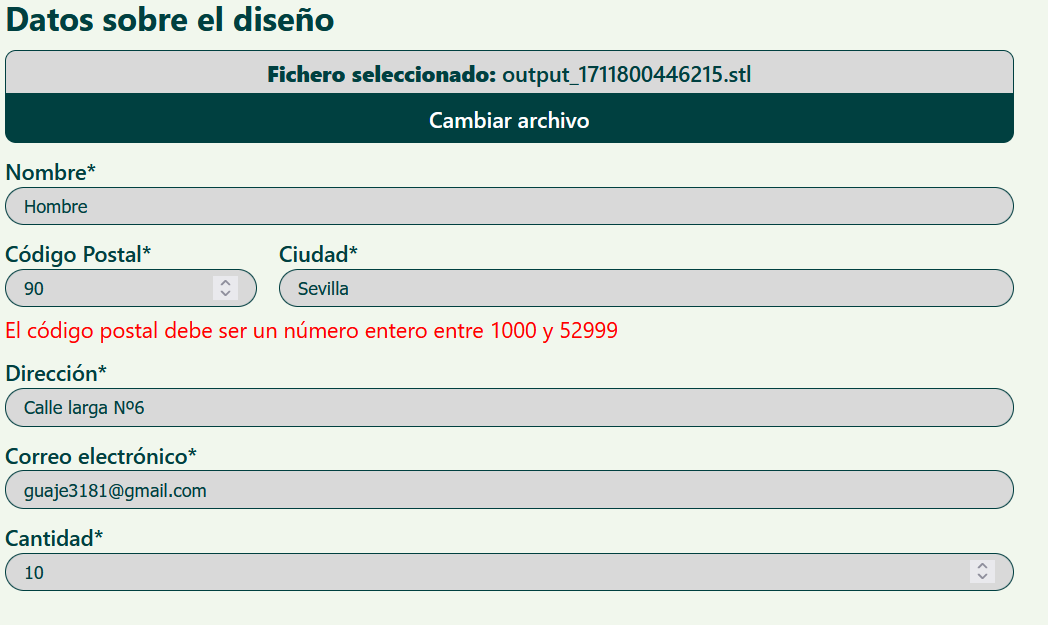 Datos sobre el diseño
Fichero seleccionado: output_1711800446215.stl
Cambiar archivo
Nombre*
Hombre
Código Postal* Ciudad*
90 Sevilla
El código postal debe ser un número entero entre 1000 y 52999
Dirección*
Calle larga Nº6
Correo electrónico*
guaje3181@gmail.com
Cantidad*
10